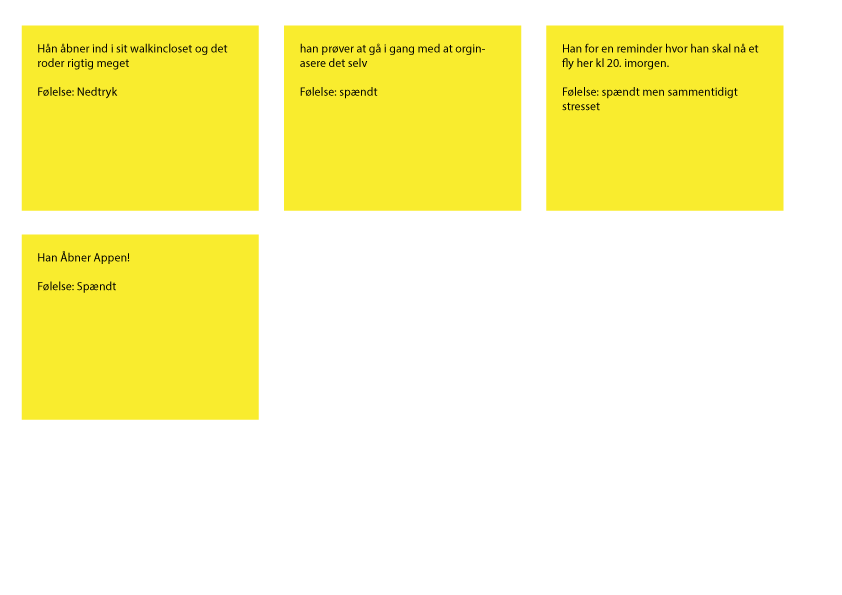 Hån åbner ind i sit walkincloset og det
roder rigtig meget
Følelse: Nedtryk
han prøver at gå i gang med at orgin-
asere det selv
Følelse: spændt
Han for en reminder hvor han skal nå et
fly her kl 20. imorgen.
Følelse: spændt men sammentidigt
stresset
Han Åbner Appen!
Følelse: Spændt